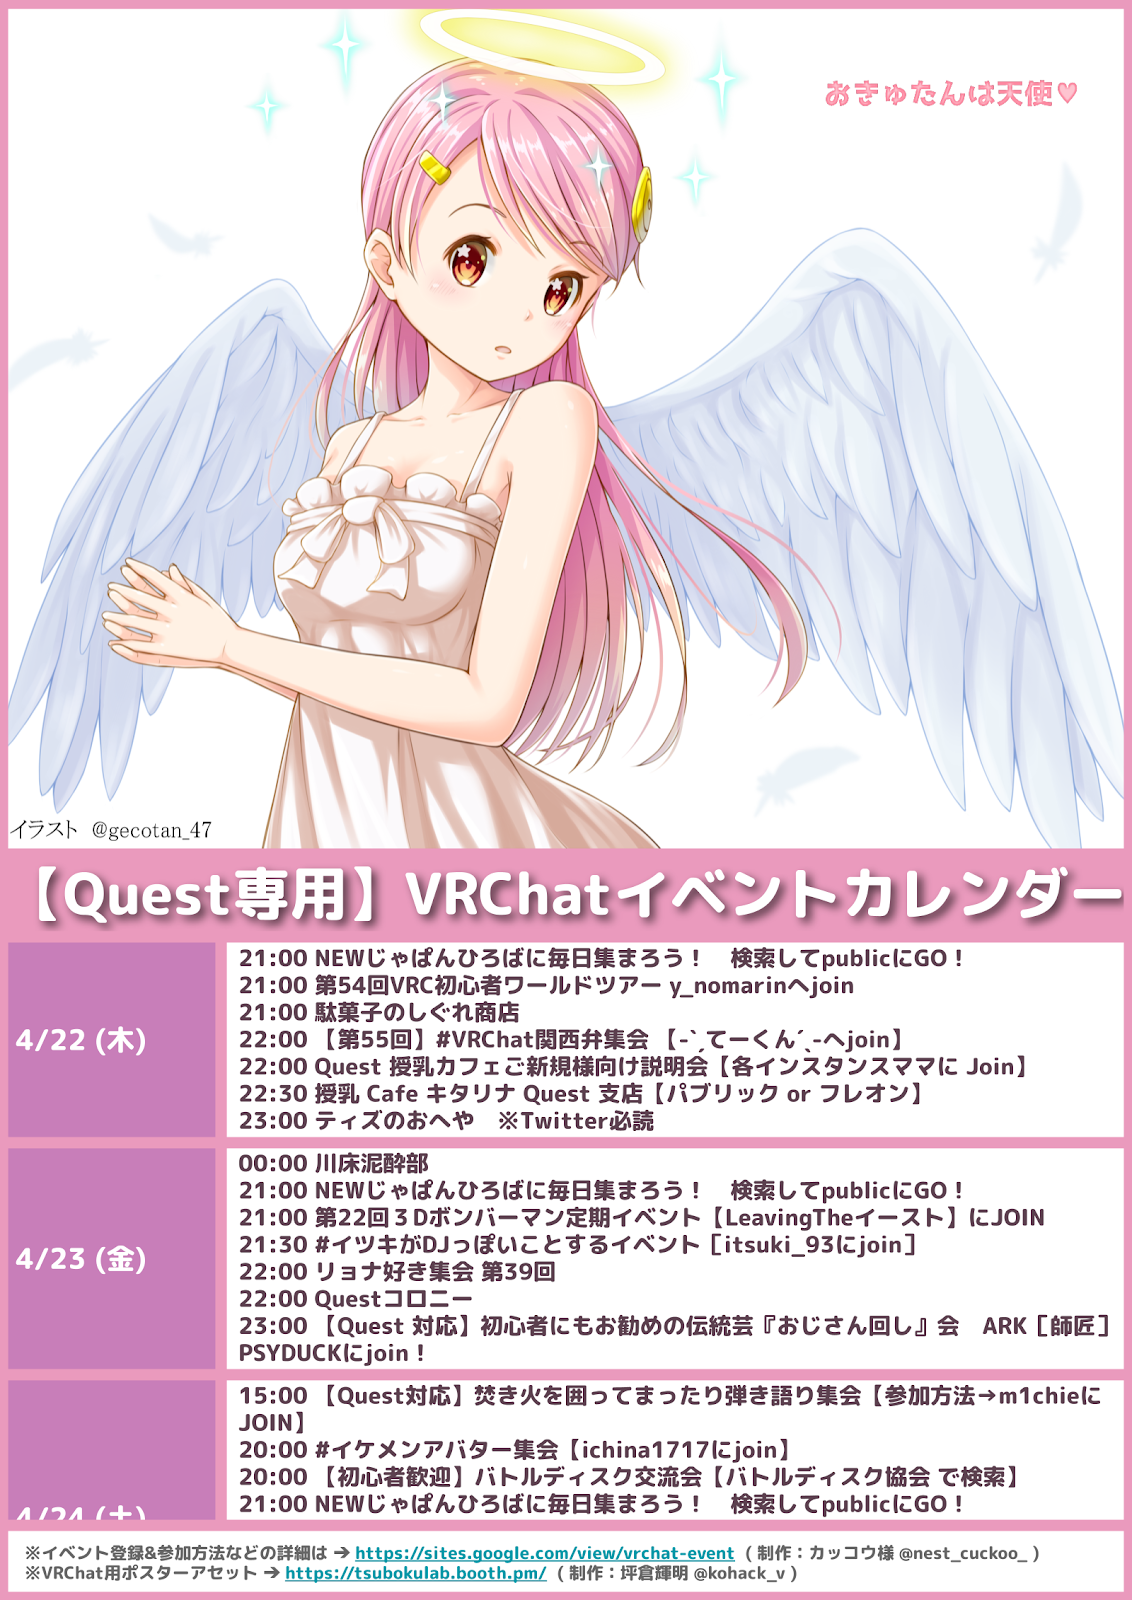 おきゅたんは天使♥
イラスト @gecotan_47
【Quest専用】VRChatイベントカレンダー
4/22 (木)
21:00 NEWじゃぱんひろばに毎日集まろう！　検索してpublicにGO！
21:00 第54回VRC初心者ワールドツアー y_nomarinへjoin
21:00 駄菓子のしぐれ商店
22:00 【第55回】#VRChat関西弁集会 【-`ˏてーくん´ˎ-へjoin】
22:00 Quest 授乳カフェご新規様向け説明会【各インスタンスママに Join】
22:30 授乳 Cafe キタリナ Quest 支店【パブリック or フレオン】
23:00 ティズのおへや　※Twitter必読
4/23 (金)
00:00 川床泥酔部
21:00 NEWじゃぱんひろばに毎日集まろう！　検索してpublicにGO！
21:00 第22回３Dボンバーマン定期イベント【LeavingTheイースト】にJOIN
21:30 #イツキがDJっぽいことするイベント［itsuki_93にjoin］
22:00 リョナ好き集会 第39回
22:00 Questコロニー
23:00 【Quest 対応】初心者にもお勧めの伝統芸『おじさん回し』会　ARK［師匠］
PSYDUCKにjoin！
4/24 (土)
15:00 【Quest対応】焚き火を囲ってまったり弾き語り集会【参加方法→m1chieに
JOIN】
20:00 #イケメンアバター集会【ichina1717にjoin】
20:00 【初心者歓迎】バトルディスク交流会【バトルディスク協会 で検索】
21:00 NEWじゃぱんひろばに毎日集まろう！　検索してpublicにGO！
※イベント登録&参加方法などの詳細は ➔ https://sites.google.com/view/vrchat-event ( 制作：カッコウ様 @nest_cuckoo_ )
※VRChat用ポスターアセット ➔ https://tsubokulab.booth.pm/ ( 制作：坪倉輝明 @kohack_v )